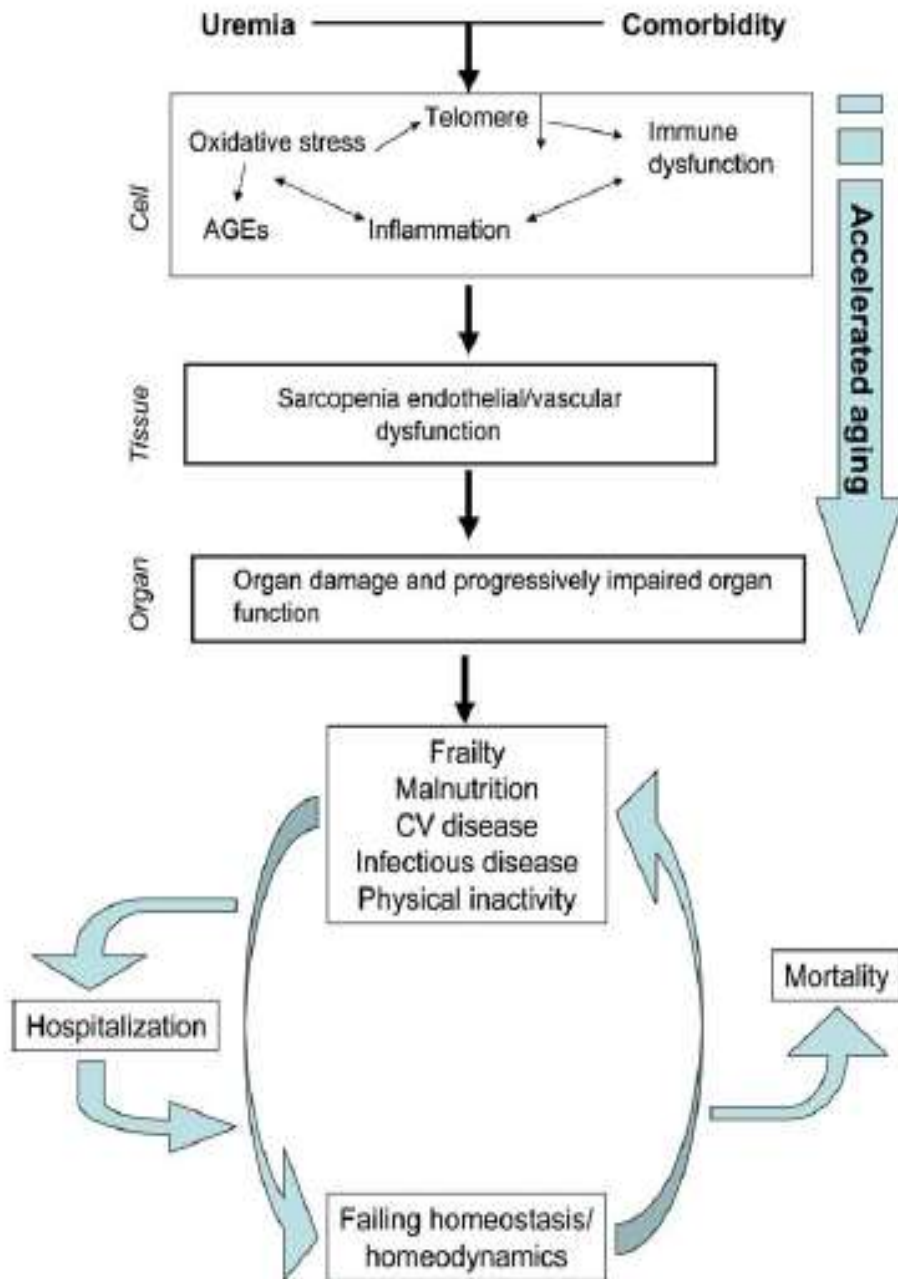 Uremia Comorbidity
Telomere
Oxidative stress
Immune
dysfunction
AGEs
Inflammation
Cell
Accelerated aging
Sarcopenia endothelial/vascular
dysfunction
Tissue
Organ damage and progressively impaired organ
function
Organ
Frailty
Malnutrition
CV disease
Infectious disease
Physical inactivity
Hospitalization
Mortality
Failing homeostasis/
homeodynamics